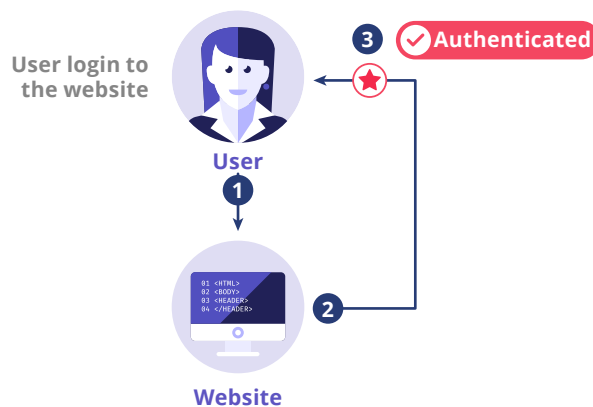 3
Authenticated
User login to
the website
User
1
01 <HTML>
02 <BODY>
03 <HEADER>
04 </HEADER>
2
Website